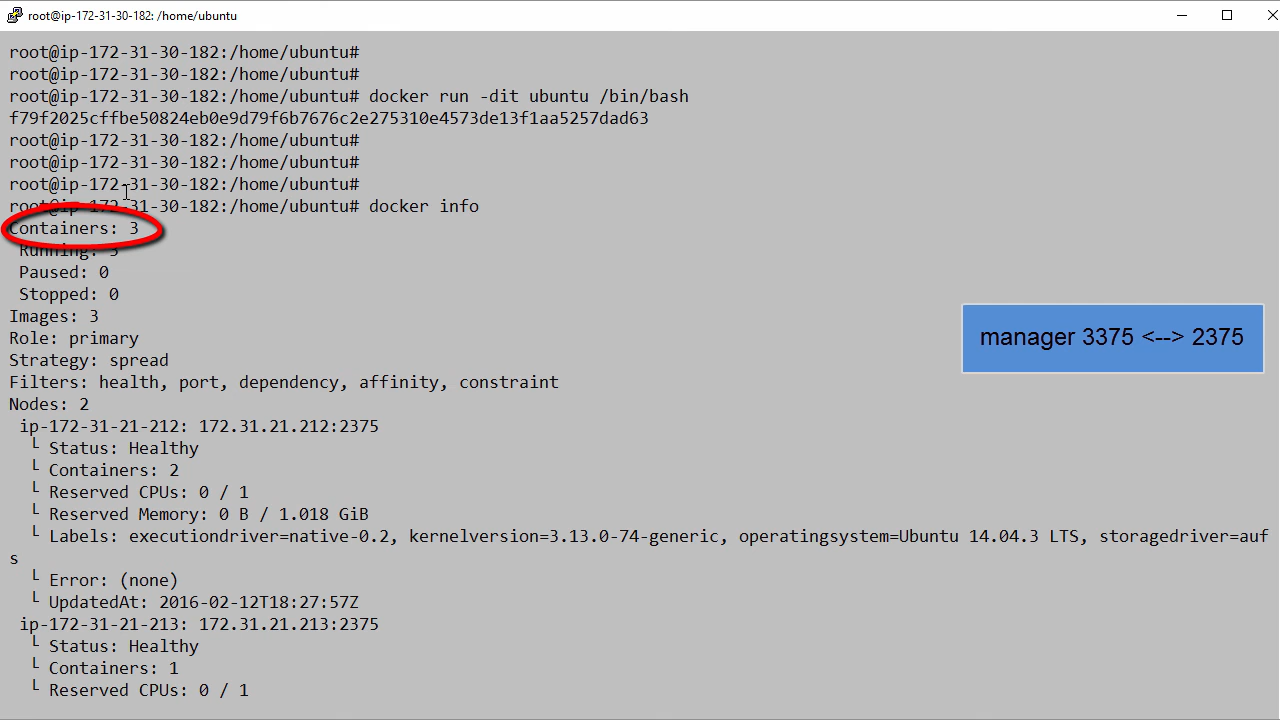 root@ip-172-31-30-182: /home/ubuntu
root@ip-172-31-30-182:/home/ubuntu#
root@ip-172-31-30-182:/home/ubuntu#
root@ip-172-31-30-182:/home/ubuntu# docker run -dit ubuntu /bin/bash
f79f2025cffbe50824eb0e9d79f6b7676c2e275310e4573de13f1aa5257dad63
root@ip-172-31-30-182:/home/ubuntu#
root@ip-172-31-30-182:/home/ubuntu#
root@ip-172-31-30-182:/home/ubuntu#
root@ip-172-31-30-182:/home/ubuntu# docker info
Containers: 3
Running: 3
Paused: 0
Stopped: 0
Images: 3
Role: primary
manager 3375 <--> 2375
Strategy: spread
Filters: health, port, dependency, affinity, constraint
Nodes: 2
ip-172-31-21-212: 172.31.21.212:2375
└ Status: Healthy
└ Containers: 2
└ Reserved CPUs: 0 / 1
└ Reserved Memory: 0 B / 1.018 GiB
└ Labels: executiondriver=native-0.2, kernelversion=3.13.0-74-generic, operatingsystem=Ubuntu 14.04.3 LTS, storagedriver=auf
s
└ Error: (none)
└ UpdatedAt: 2016-02-12T18:27:57Z
ip-172-31-21-213: 172.31.21.213:2375
└ Status: Healthy
└ Containers: 1
└ Reserved CPUs: 0 / 1